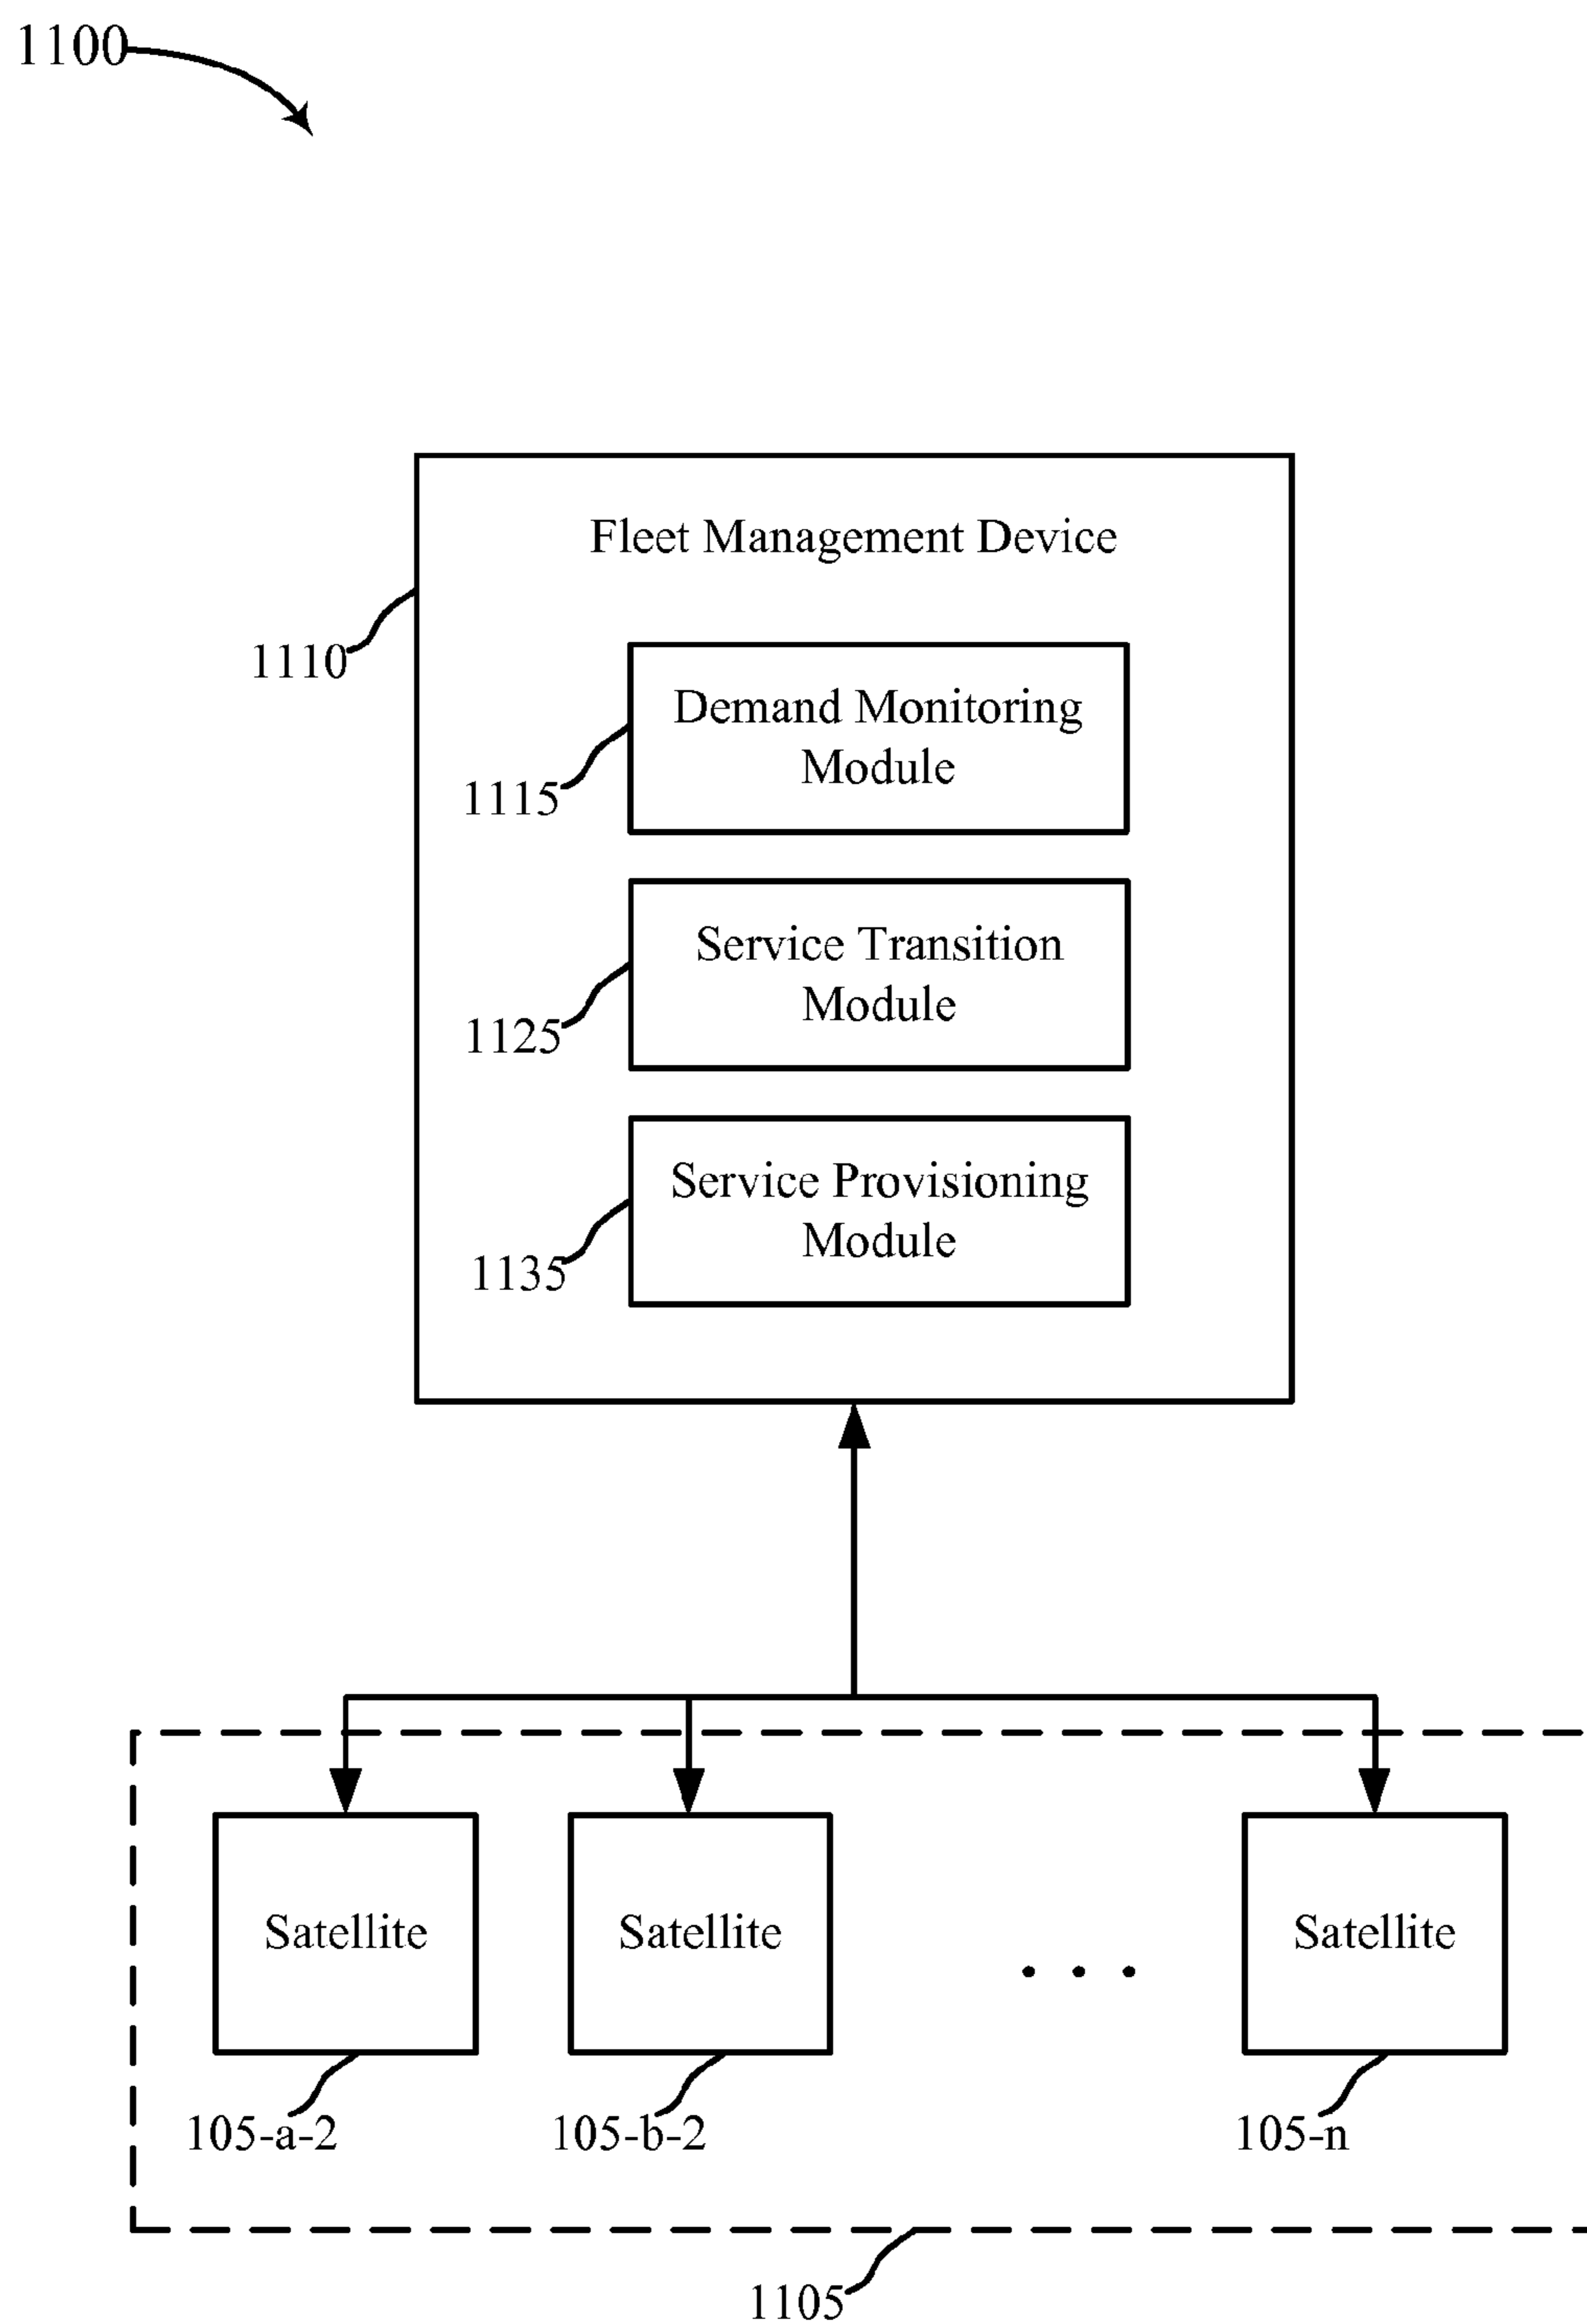 1100
Fleet Management Device
1110
Demand Monitoring
Module
1115
Service Transition
Module
1125
Service Provisioning
Module
1135
Satellite
Satellite
. . .
Satellite
105-a-2
105-b-2
105-n
1105